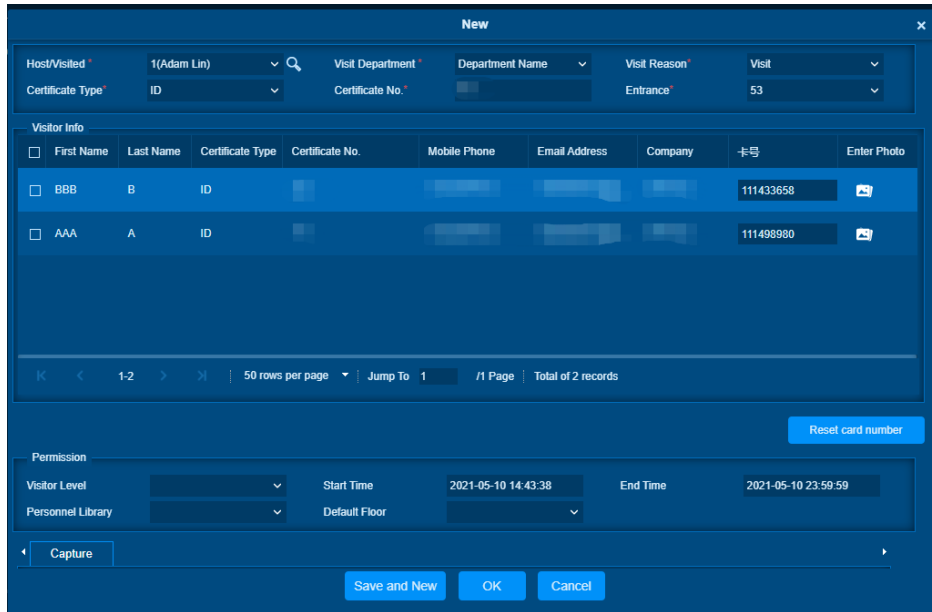 New
Host/Visited * 1(Adam Lin) Visit Department * Department Name Visit Reason* Visit
Certificate Type* ID Certificate No.* Entrance* 53
Visitor Info
First Name Last Name Certificate Type Certificate No. Mobile Phone Email Address Company 卡号 Enter Photo
BBB B ID 111433658
AAA A ID 111498980
1-2 50 rows per page Jump To 1 /1 Page Total of 2 records
Reset card number
Permission
Visitor Level Start Time 2021-05-10 14:43:38 End Time 2021-05-10 23:59:59
Personnel Library Default Floor
Capture
Save and New OK Cancel